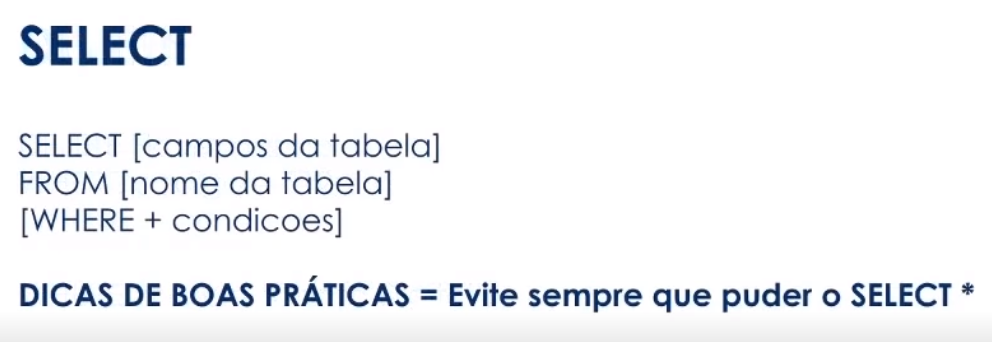 SELECT
SELECT [campos da tabela]
FROM [nome da tabela]
[WHERE + condicoes]
DICAS DE BOAS PRÁTICAS = Evite sempre que puder o SELECT *